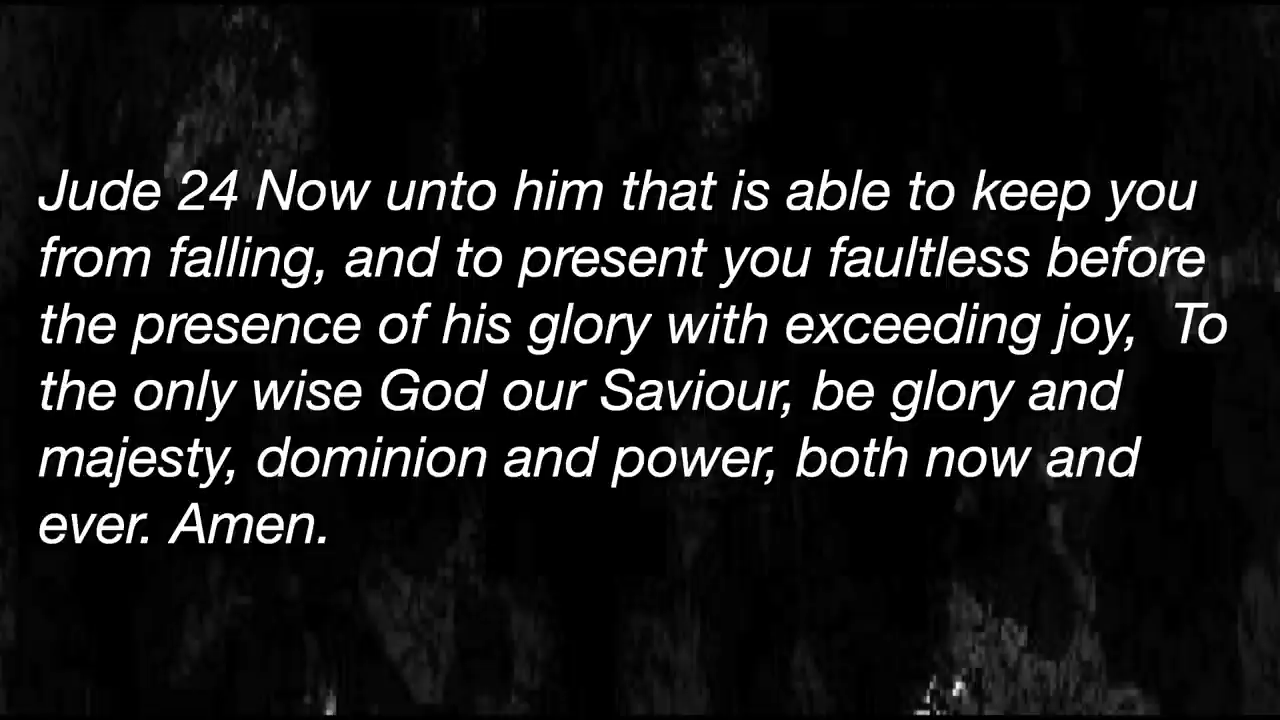 Jude 24 Now unto him that is able to keep you
from falling, and to present you faultless before
the presence of his glory with exceeding joy,  To
the only wise God our Saviour, be glory and
majesty, dominion and power, both now and
ever. Amen.